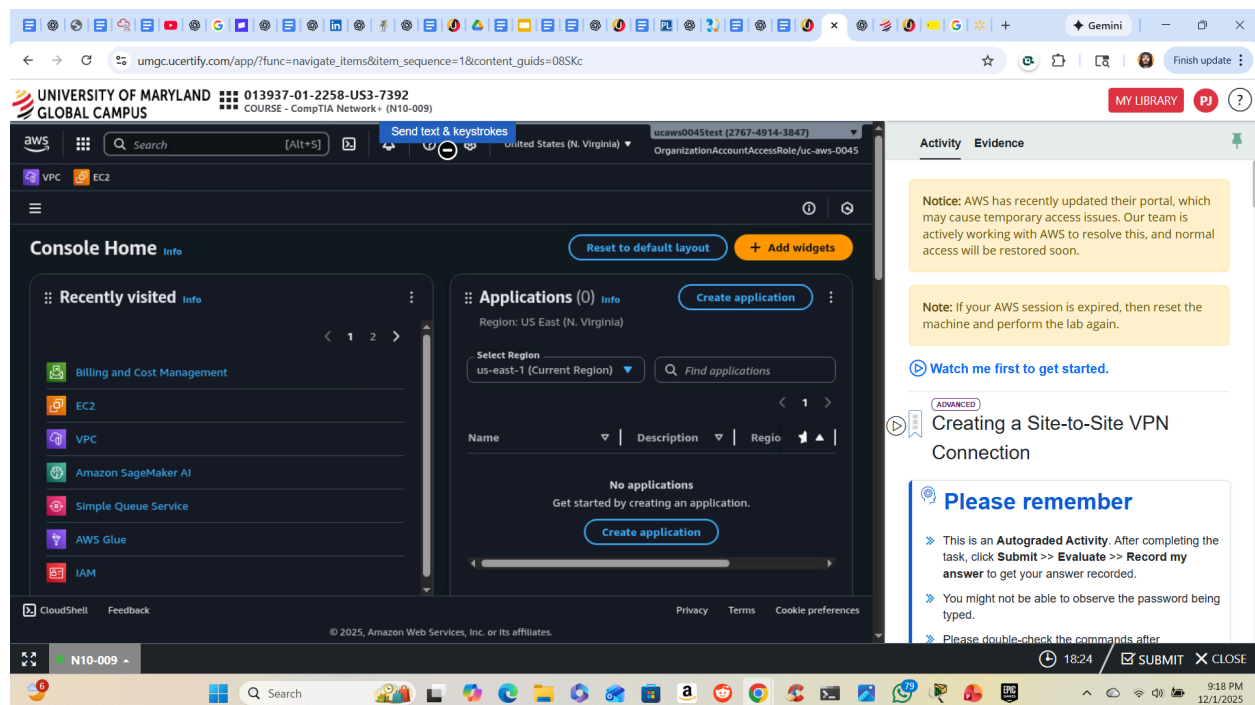 Gemini
umgc.ucertify.com/app/?func=navigate_items&item_sequence=1&content_guids=08SKc
Finish update
UNIVERSITY OF MARYLAND
GLOBAL CAMPUS
013937-01-2258-US3-7392
COURSE - CompTIA Network+ (N10-009)
MY LIBRARY
PJ
?
aws
Search
[Alt+S]
Send text & keystrokes
United States (N. Virginia)
ucaws0045test (2767-4914-3847)
OrganizationAccountAccessRole/uc-aws-0045
VPC
EC2
Console Home Info
Reset to default layout
+ Add widgets
Recently visited Info
1 2
Billing and Cost Management
EC2
VPC
Amazon SageMaker AI
Simple Queue Service
AWS Glue
IAM
Applications (0) Info
Create application
Region: US East (N. Virginia)
Select Region
us-east-1 (Current Region)
Find applications
1
Name
Description
Regio
No applications
Get started by creating an application.
Create application
CloudShell Feedback
Privacy Terms Cookie preferences
© 2025, Amazon Web Services, Inc. or its affiliates.
Activity Evidence
Notice: AWS has recently updated their portal, which
may cause temporary access issues. Our team is
actively working with AWS to resolve this, and normal
access will be restored soon.
Note: If your AWS session is expired, then reset the
machine and perform the lab again.
Watch me first to get started.
ADVANCED
Creating a Site-to-Site VPN
Connection
Please remember
This is an Autograded Activity. After completing the
task, click Submit >> Evaluate >> Record my
answer to get your answer recorded.
You might not be able to observe the password being
typed.
Please double-check the commands after
N10-009
18:24
SUBMIT
CLOSE
6
Search
79
9:18 PM
12/1/2025